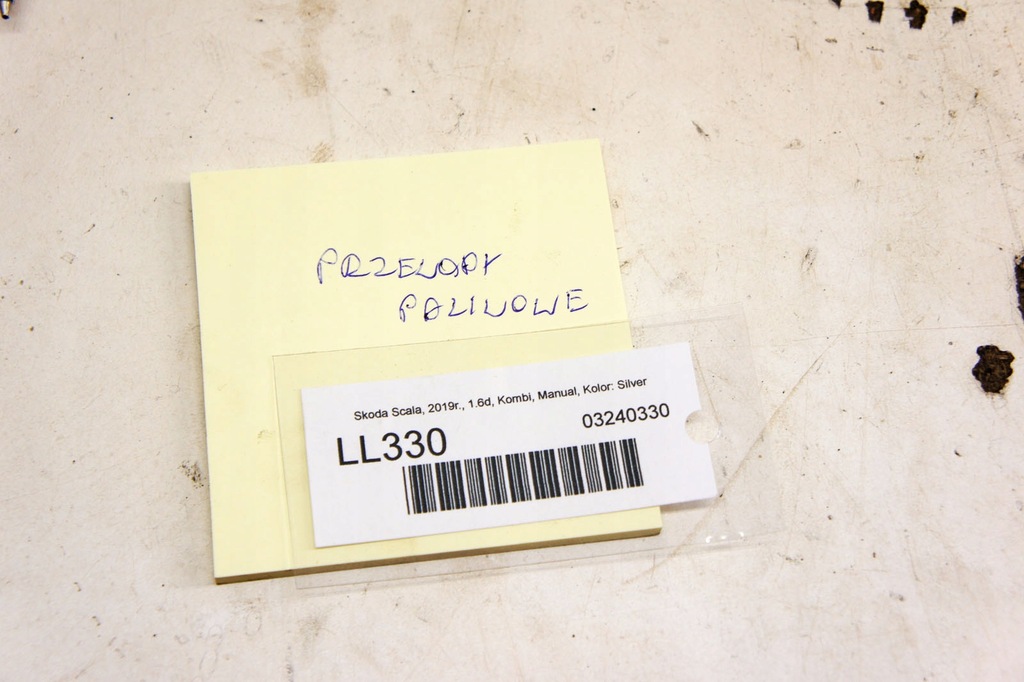 PRZEWODY
PALIWOWE
Skoda Scala, 2019r., 1.6d, Kombi, Manual, Kolor: Silver
LL330 03240330